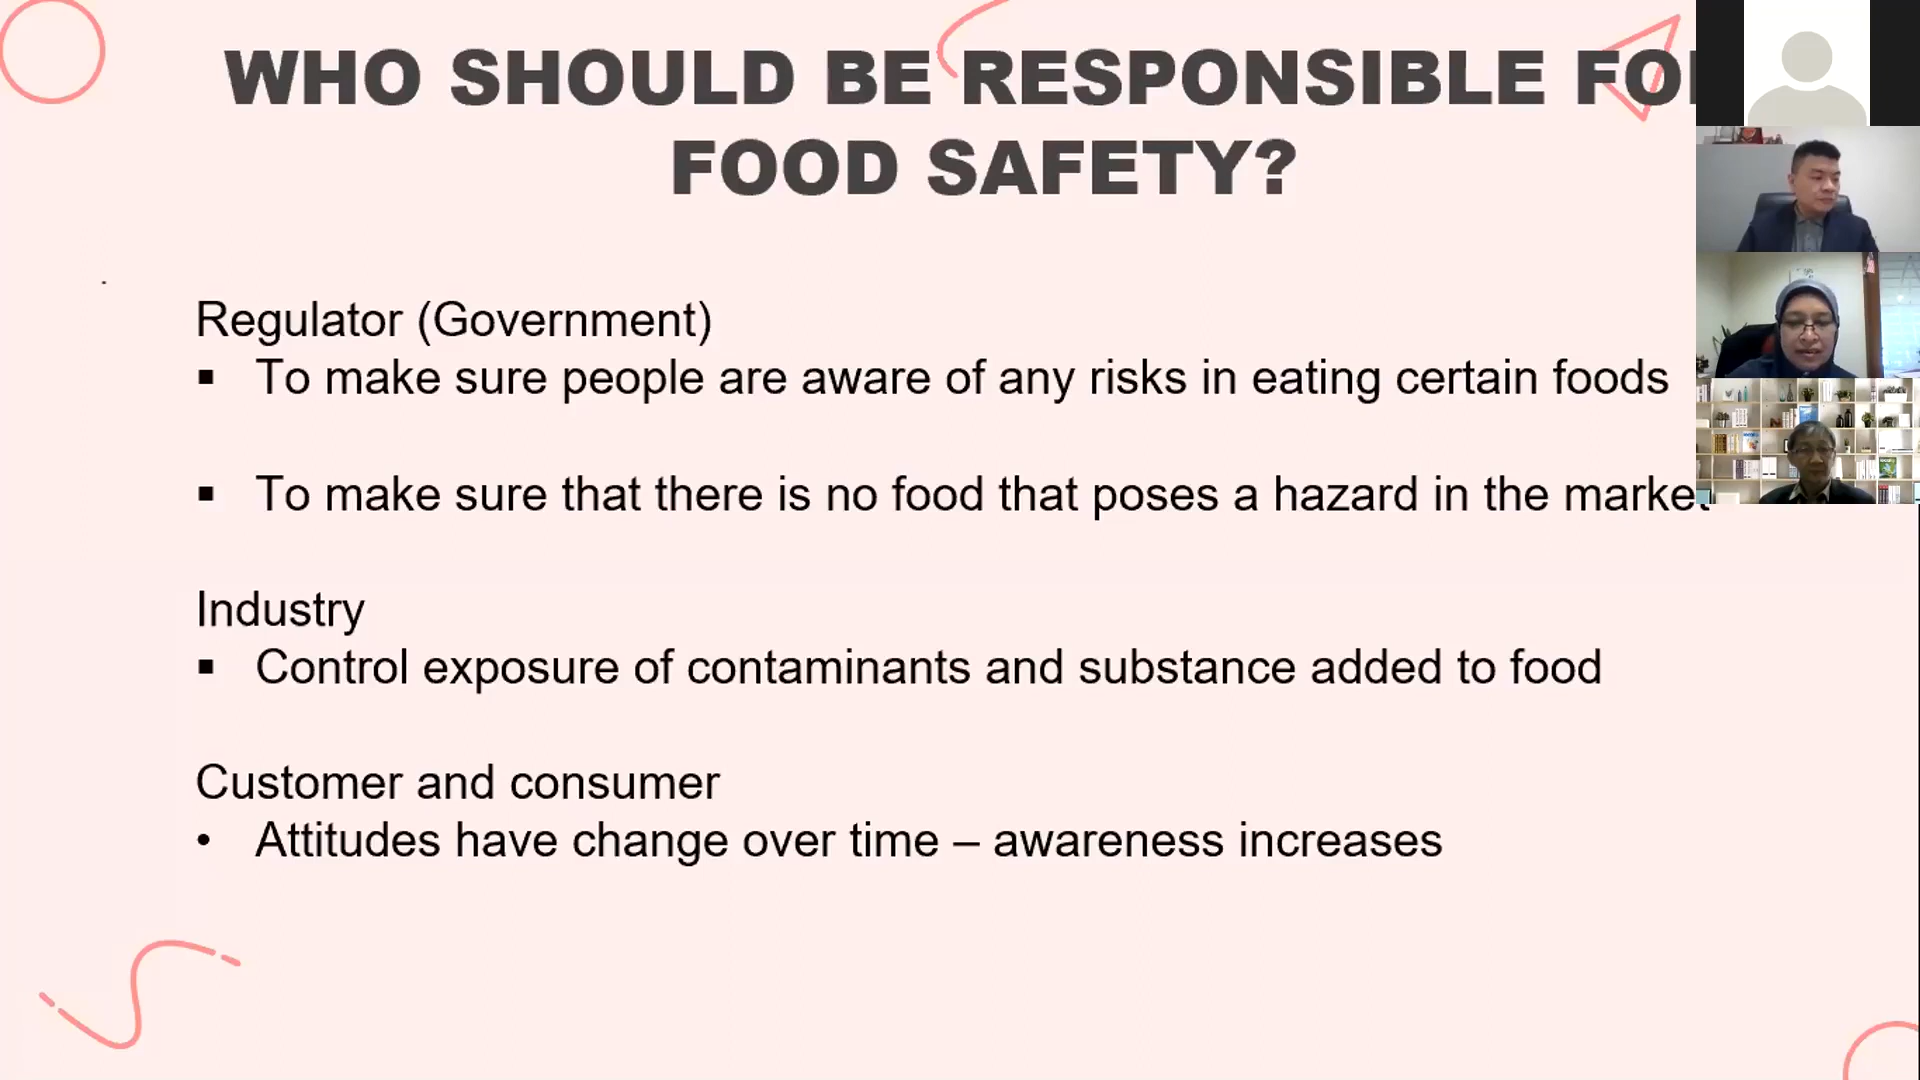 WHO SHOULD BE RESPONSIBLE FO
FOOD SAFETY?
Regulator (Government)
▪ To make sure people are aware of any risks in eating certain foods
▪ To make sure that there is no food that poses a hazard in the market
Industry
▪ Control exposure of contaminants and substance added to food
Customer and consumer
• Attitudes have change over time – awareness increases